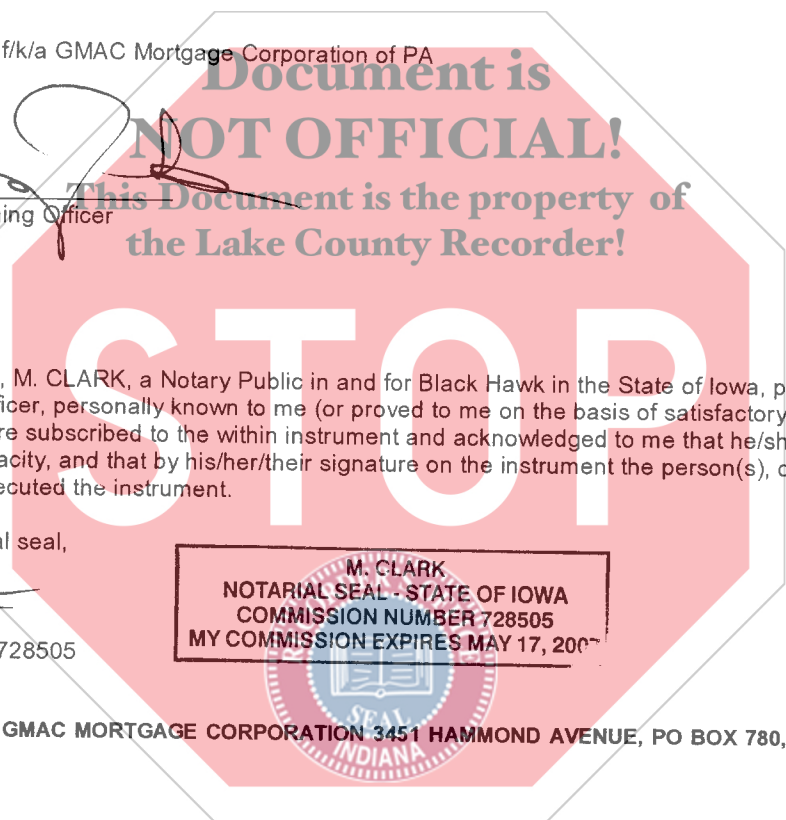 f/k/a GMAC Mortgage Corporation of PA
Document is
NOT OFFICIAL!
This Document is the property of
ing Officer
the Lake County Recorder!
STOP
, M. CLARK, a Notary Public in and for Black Hawk in the State of Iowa, p
ficer, personally known to me (or proved to me on the basis of satisfactory
re subscribed to the within instrument and acknowledged to me that he/sh
acity, and that by his/her/their signature on the instrument the person(s), o
ecuted the instrument.
al seal,
M. CLARK
NOTARIAL SEAL - STATE OF IOWA
COMMISSION NUMBER 728505
MY COMMISSION EXPIRES MAY 17, 200
728505
SEAL
INDIANA
GMAC MORTGAGE CORPORATION 3451 HAMMOND AVENUE, PO BOX 780,